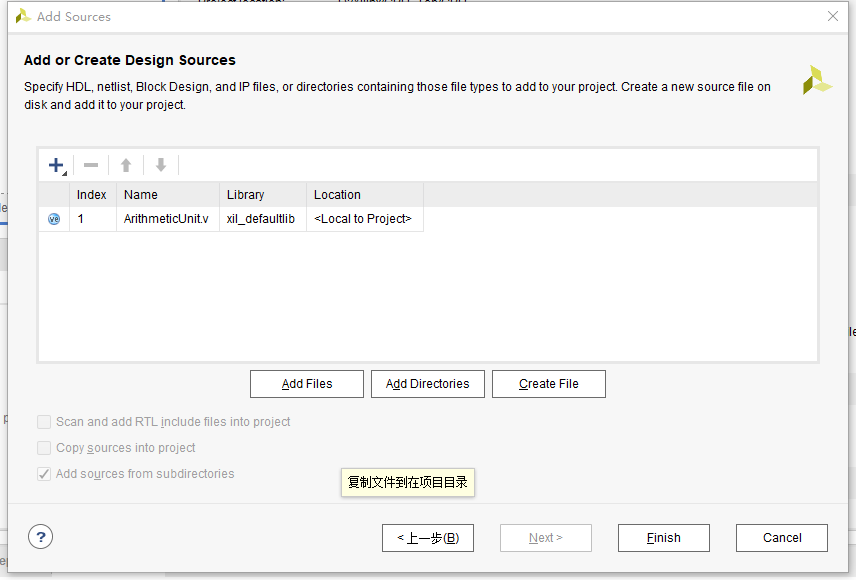 Add Sources
Add or Create Design Sources
Specify HDL, netlist, Block Design, and IP files, or directories containing those file types to add to your project. Create a new source file on
disk and add it to your project.
Index Name Library Location
1 ArithmeticUnit.v xil_defaultlib <Local to Project>
Add Files Add Directories Create File
Scan and add RTL include files into project
Copy sources into project
Add sources from subdirectories
复制文件到在项目目录
? < 上一步(B) Next > Finish Cancel